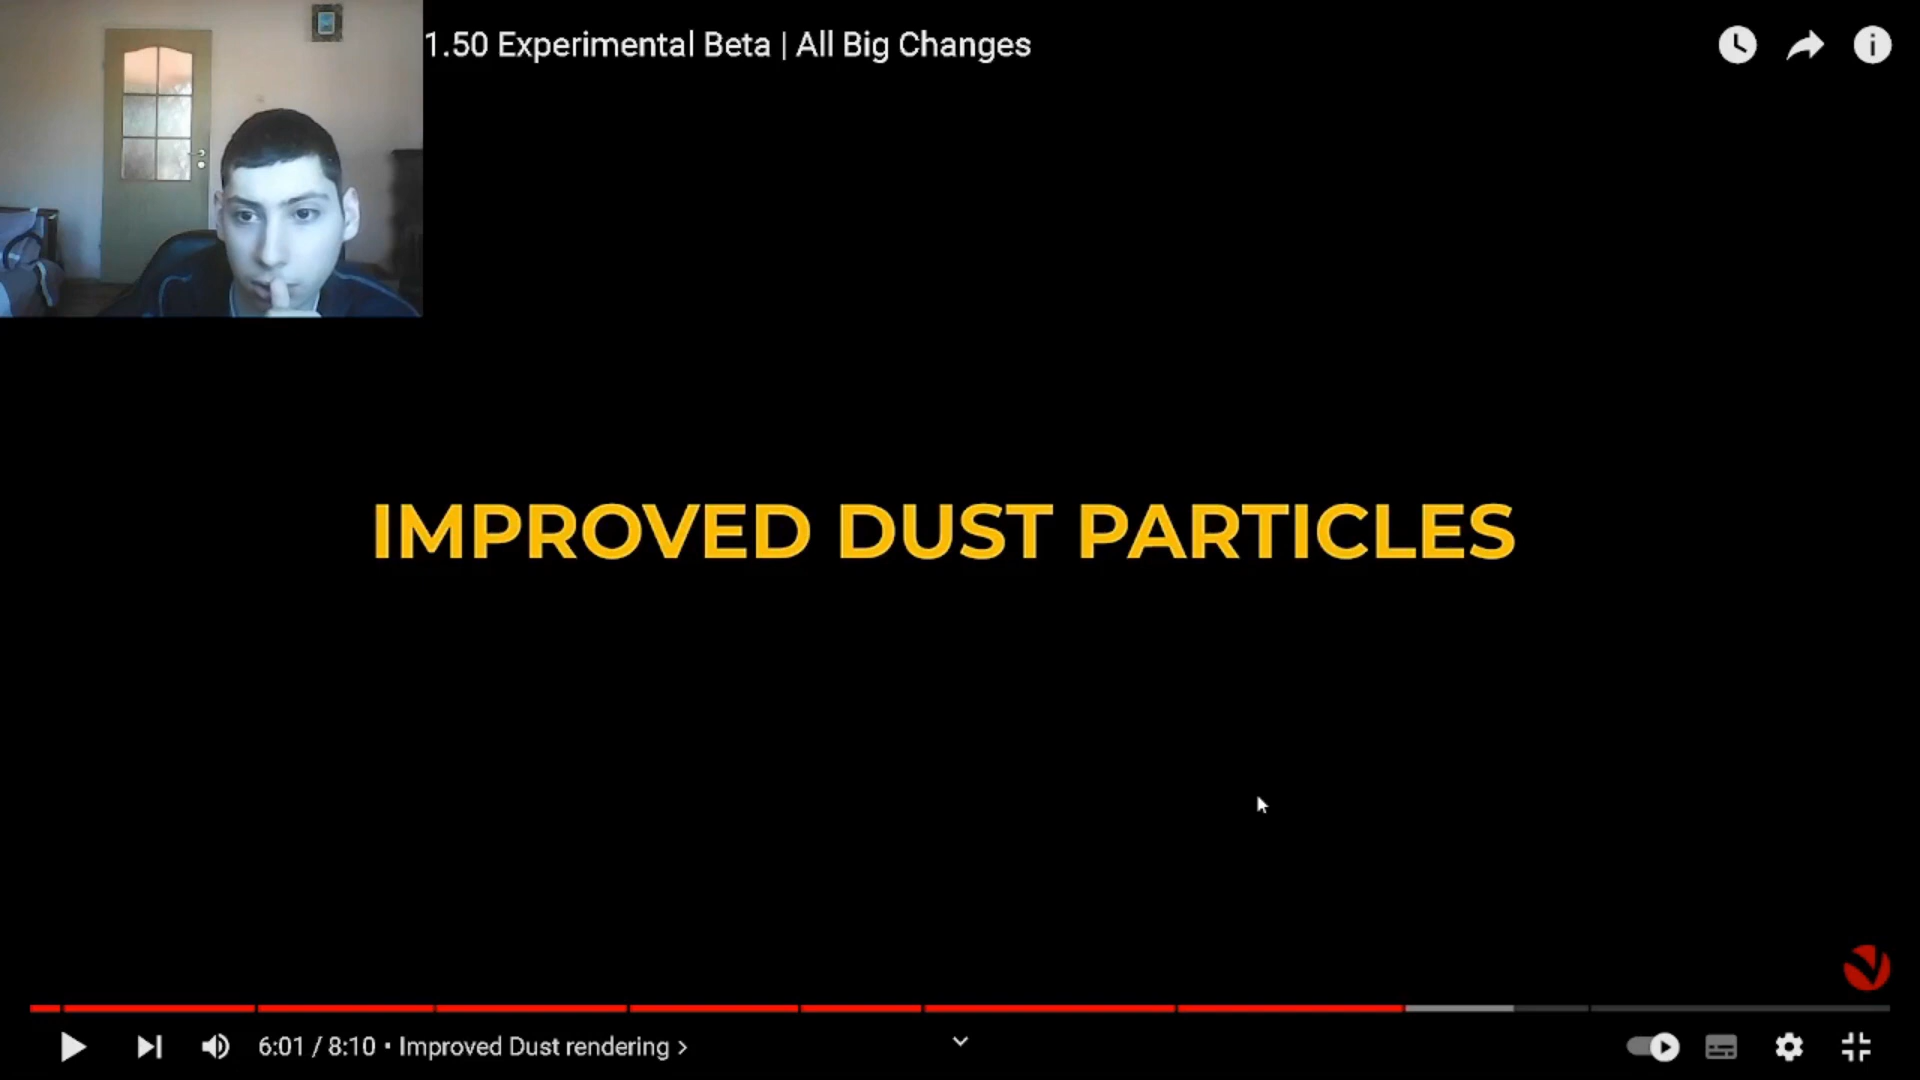 1.50 Experimental Beta | All Big Changes
IMPROVED DUST PARTICLES
6:01 / 8:10 • Improved Dust rendering >